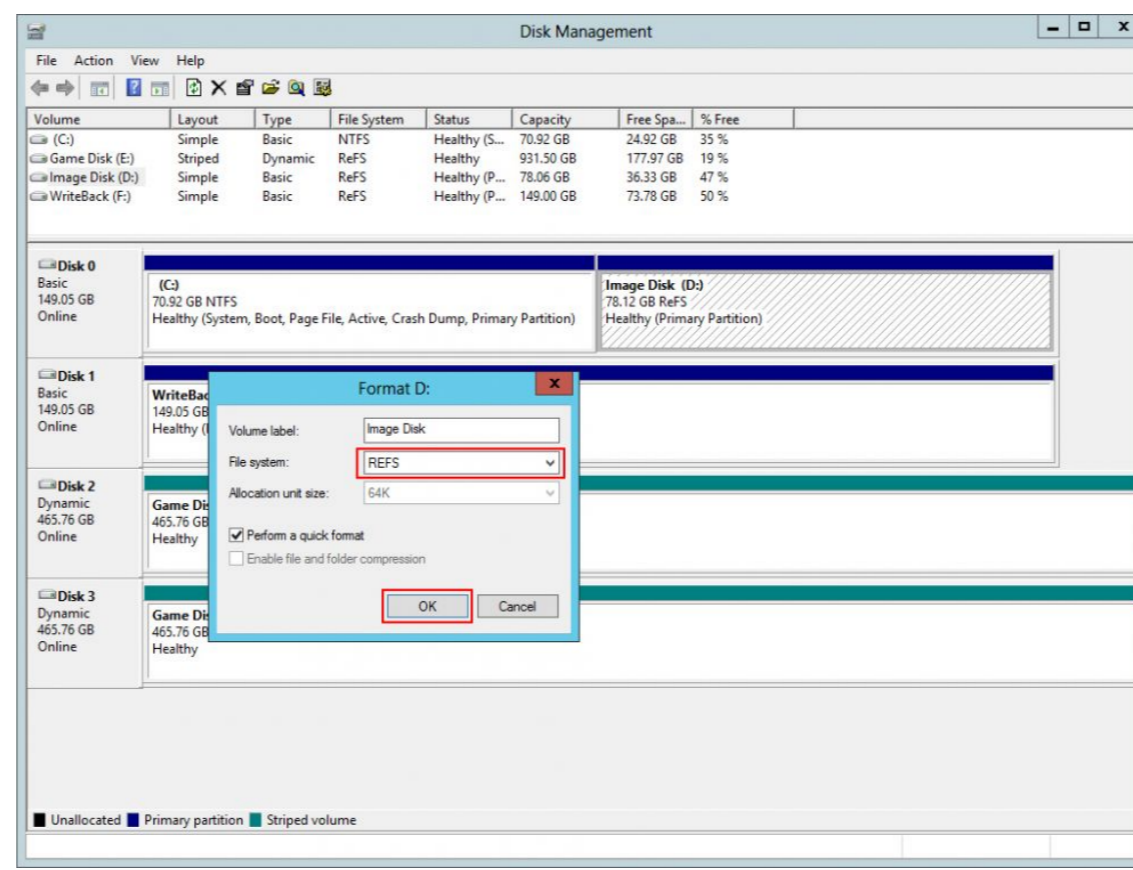 Disk Management
File Action View Help
Volume Layout Type File System Status Capacity Free Spa... % Free
(C:) Simple Basic NTFS Healthy (S... 70.92 GB 24.92 GB 35 %
Game Disk (E:) Striped Dynamic ReFS Healthy 931.50 GB 177.97 GB 19 %
Image Disk (D:) Simple Basic ReFS Healthy (P... 78.06 GB 36.33 GB 47 %
WriteBack (F:) Simple Basic ReFS Healthy (P... 149.00 GB 73.78 GB 50 %
Disk 0
Basic
149.05 GB
Online
(C:)
70.92 GB NTFS
Healthy (System, Boot, Page File, Active, Crash Dump, Primary Partition)
Image Disk (D:)
78.12 GB ReFS
Healthy (Primary Partition)
Disk 1
Basic
149.05 GB
Online
WriteBac
149.05 GB
Healthy (
Disk 2
Dynamic
465.76 GB
Online
Game Dis
465.76 GB
Healthy
Disk 3
Dynamic
465.76 GB
Online
Game Dis
465.76 GB
Healthy
Format D:
x
Volume label: Image Disk
File system: REFS
Allocation unit size: 64K
Perform a quick format
Enable file and folder compression
OK Cancel
Unallocated Primary partition Striped volume